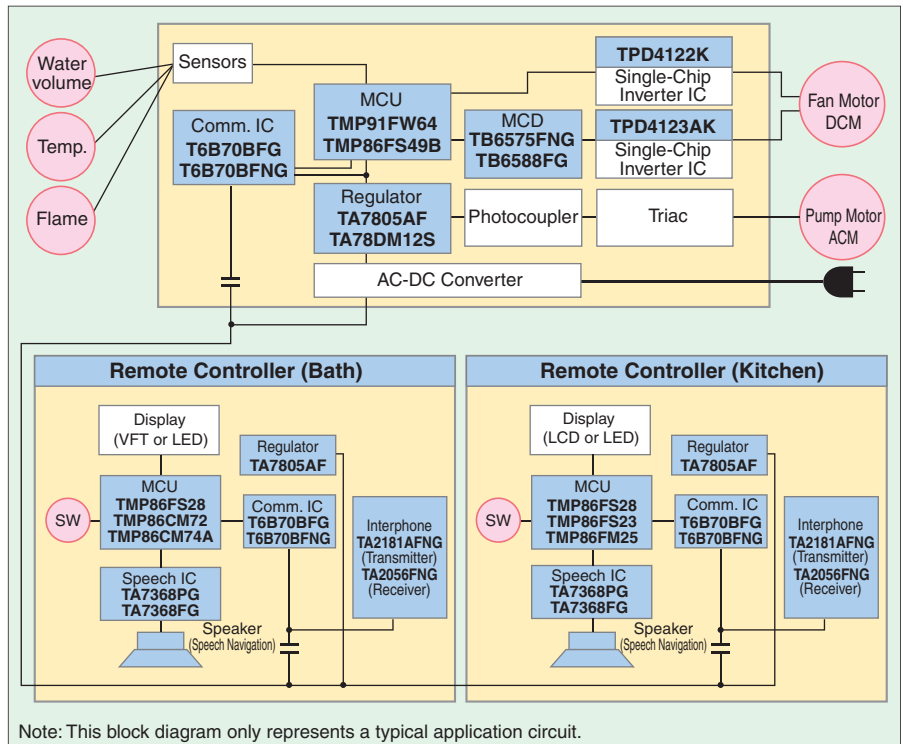 Water
volume
Temp.
Flame
Sensors
Comm. IC
T6B70BFG
T6B70BFNG
MCU
TMP91FW64
TMP86FS49B
MCD
TB6575FNG
TB6588FG
TPD4122K
Single-Chip
Inverter IC
TPD4123AK
Single-Chip
Inverter IC
Fan Motor
DCM
Regulator
TA7805AF
TA78DM12S
Photocoupler
Triac
Pump Motor
ACM
AC-DC Converter
Remote Controller (Bath)
Display
(VFT or LED)
Regulator
TA7805AF
SW
MCU
TMP86FS28
TMP86CM72
TMP86CM74A
Comm. IC
T6B70BFG
T6B70BFNG
Interphone
TA2181AFNG
(Transmitter)
TA2056FNG
(Receiver)
Speech IC
TA7368PG
TA7368FG
Speaker
(Speech Navigation)
Remote Controller (Kitchen)
Display
(LCD or LED)
Regulator
TA7805AF
SW
MCU
TMP86FS28
TMP86FS23
TMP86FM25
Comm. IC
T6B70BFG
T6B70BFNG
Interphone
TA2181AFNG
(Transmitter)
TA2056FNG
(Receiver)
Speech IC
TA7368PG
TA7368FG
Speaker
(Speech Navigation)
Note: This block diagram only represents a typical application circuit.